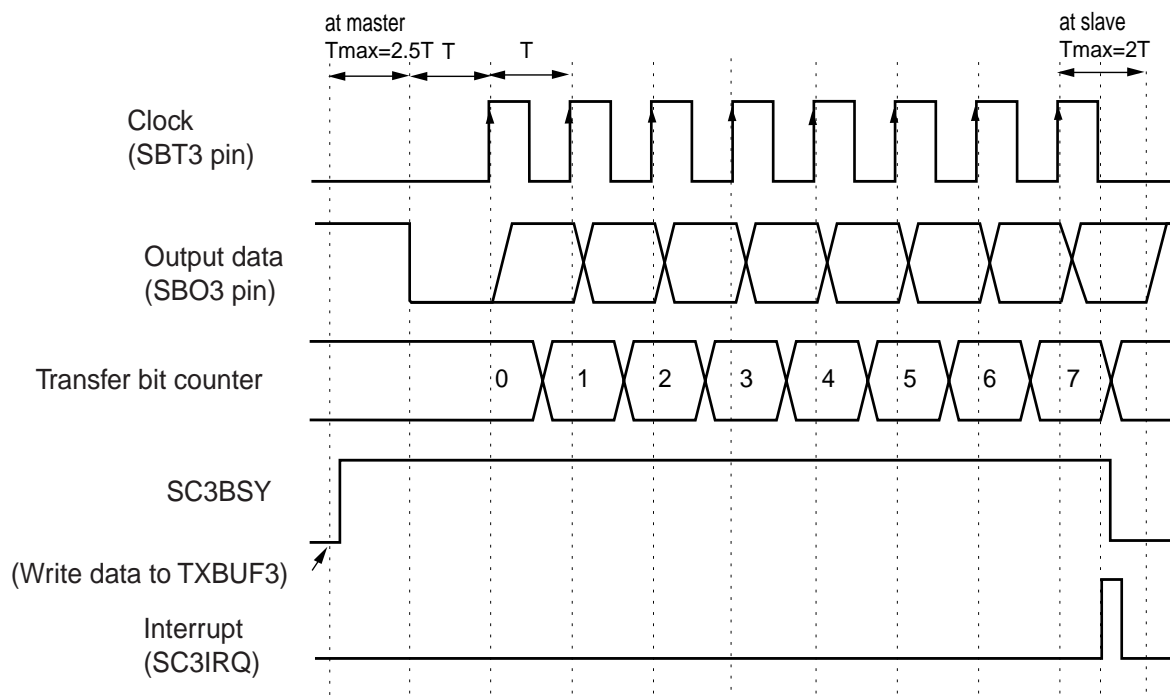 at master
Tmax=2.5T
T
T
at slave
Tmax=2T
Clock
(SBT3 pin)
Output data
(SBO3 pin)
Transfer bit counter
0 1 2 3 4 5 6 7
SC3BSY
(Write data to TXBUF3)
Interrupt
(SC3IRQ)